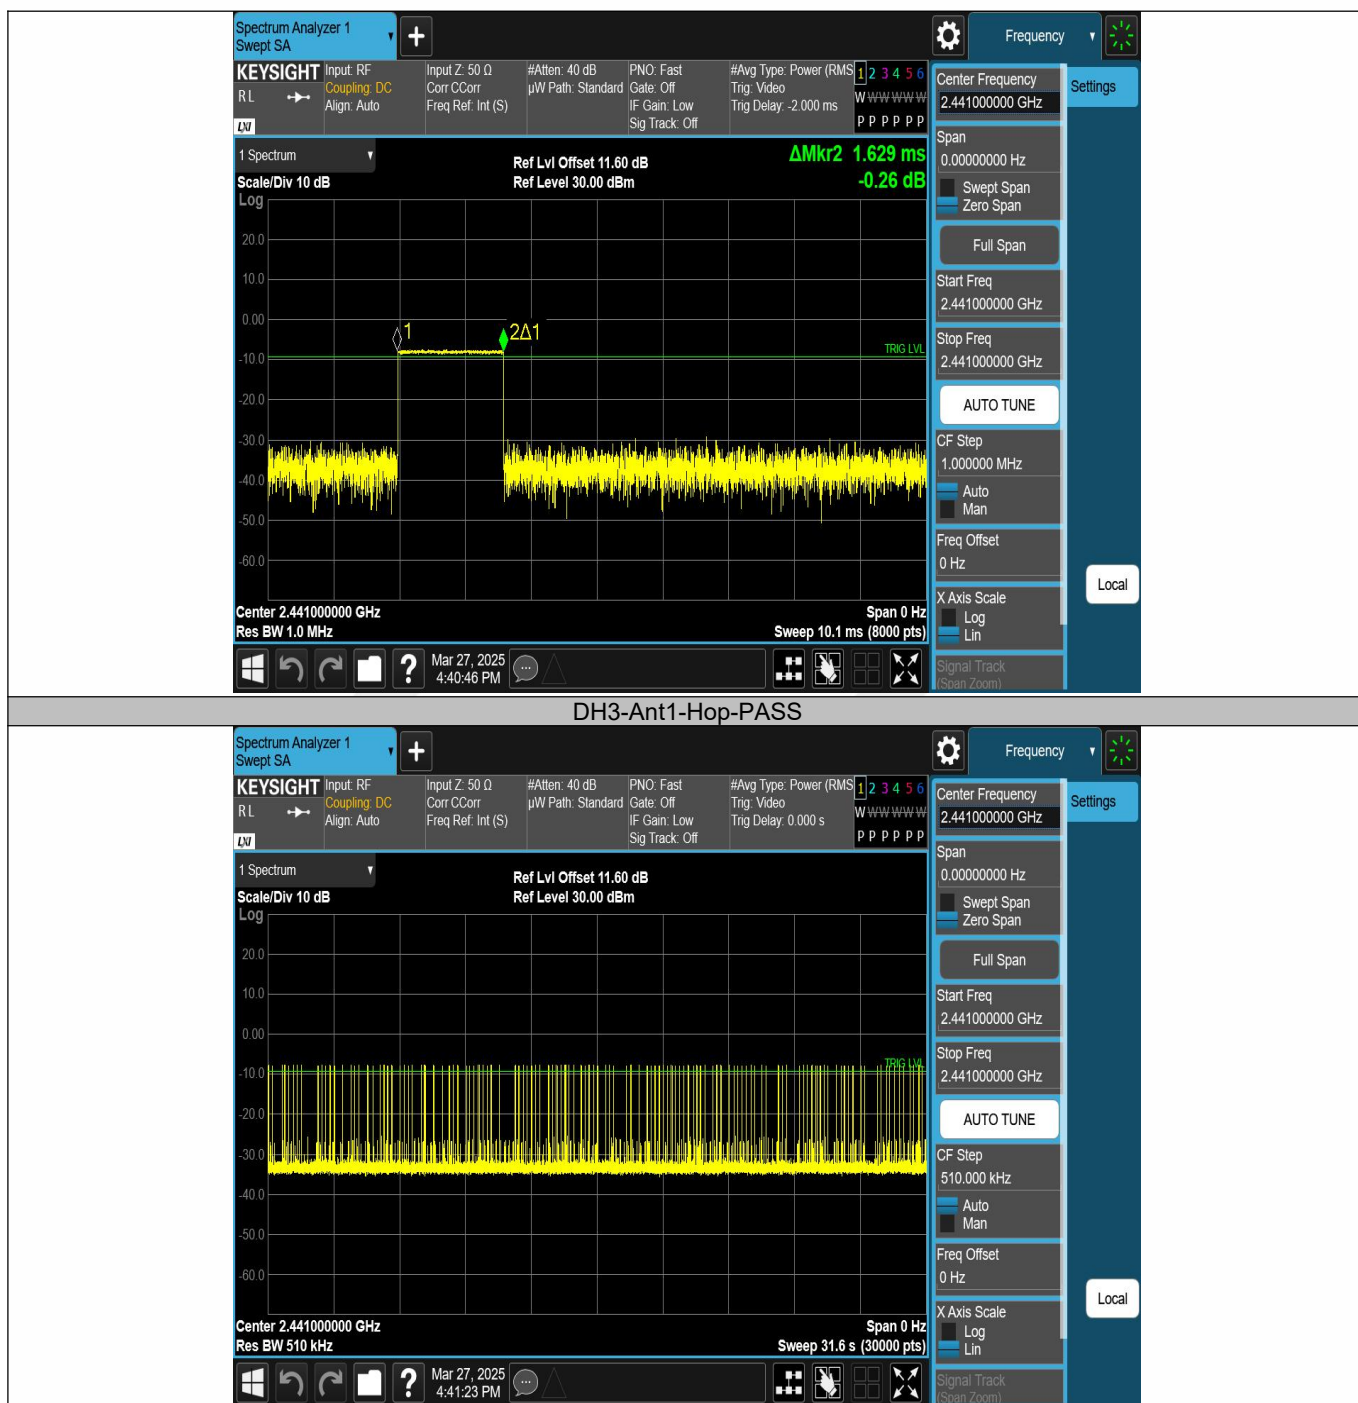 Spectrum Analyzer 1
Swept SA
+
Frequency
KEYSIGHT
RL
LXI
Input: RF
Coupling: DC
Align: Auto
Input Z: 50 Ω
Corr CCorr
Freq Ref: Int (S)
#Atten: 40 dB
µW Path: Standard
PNO: Fast
Gate: Off
IF Gain: Low
Sig Track: Off
#Avg Type: Power (RMS
Trig: Video
Trig Delay: -2.000 ms
1 2 3 4 5 6
W W W W W W
P P P P P P
Center Frequency
2.441000000 GHz
Settings
Span
0.00000000 Hz
Swept Span
Zero Span
Full Span
Start Freq
2.441000000 GHz
Stop Freq
2.441000000 GHz
AUTO TUNE
CF Step
1.000000 MHz
Auto
Man
Freq Offset
0 Hz
X Axis Scale
Log
Lin
Signal Track
(Span Zoom)
Local
1 Spectrum
Scale/Div 10 dB
Log
Ref Lvl Offset 11.60 dB
Ref Level 30.00 dBm
ΔMkr2 1.629 ms
-0.26 dB
20.0
10.0
0.00
1
2Δ1
TRIG LVL
-10.0
-20.0
-30.0
-40.0
-50.0
-60.0
Center 2.441000000 GHz
Res BW 1.0 MHz
Span 0 Hz
Sweep 10.1 ms (8000 pts)
?
Mar 27, 2025
4:40:46 PM
DH3-Ant1-Hop-PASS
Spectrum Analyzer 1
Swept SA
+
Frequency
KEYSIGHT
RL
LXI
Input: RF
Coupling: DC
Align: Auto
Input Z: 50 Ω
Corr CCorr
Freq Ref: Int (S)
#Atten: 40 dB
µW Path: Standard
PNO: Fast
Gate: Off
IF Gain: Low
Sig Track: Off
#Avg Type: Power (RMS
Trig: Video
Trig Delay: 0.000 s
1 2 3 4 5 6
W W W W W W
P P P P P P
Center Frequency
2.441000000 GHz
Settings
Span
0.00000000 Hz
Swept Span
Zero Span
Full Span
Start Freq
2.441000000 GHz
Stop Freq
2.441000000 GHz
AUTO TUNE
CF Step
510.000 kHz
Auto
Man
Freq Offset
0 Hz
X Axis Scale
Log
Lin
Signal Track
(Span Zoom)
Local
1 Spectrum
Scale/Div 10 dB
Log
Ref Lvl Offset 11.60 dB
Ref Level 30.00 dBm
20.0
10.0
0.00
TRIG LVL
-10.0
-20.0
-30.0
-40.0
-50.0
-60.0
Center 2.441000000 GHz
Res BW 510 kHz
Span 0 Hz
Sweep 31.6 s (30000 pts)
?
Mar 27, 2025
4:41:23 PM